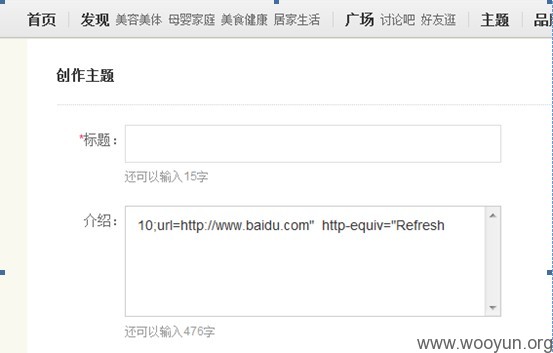 首页 发现 美容美体 母婴家庭 美食健康 居家生活 广场 讨论吧 好友逛 主题
创作主题
*标题：
还可以输入15字
介绍： 10;url=http://www.baidu.com" http-equiv="Refresh
还可以输入476字
www.wooyun.org